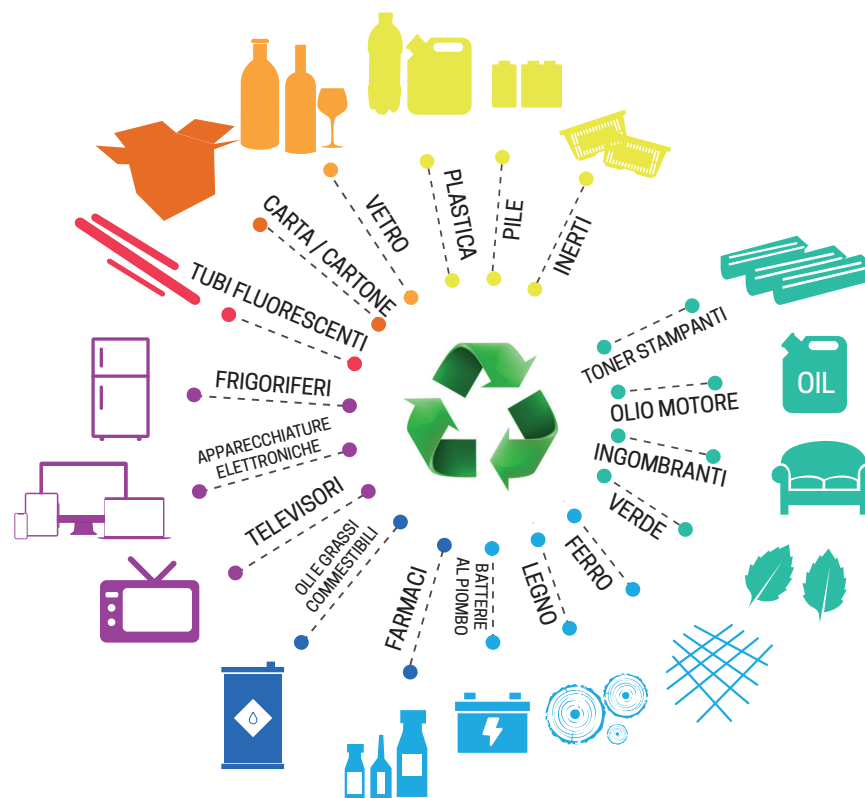 VETRO
PLASTICA
PILE
INERTI
CARTA / CARTONE
TUBI FLUORESCENTI
TONER STAMPANTI
FRIGORIFERI
OIL
OLIO MOTORE
APPARECCHIATURE
ELETTRONICHE
INGOMBRANTI
TELEVISORI
VERDE
OLI E GRASSI
COMMESTIBILI
FARMACI
BATTERIE
AL PIOMBO
LEGNO
FERRO